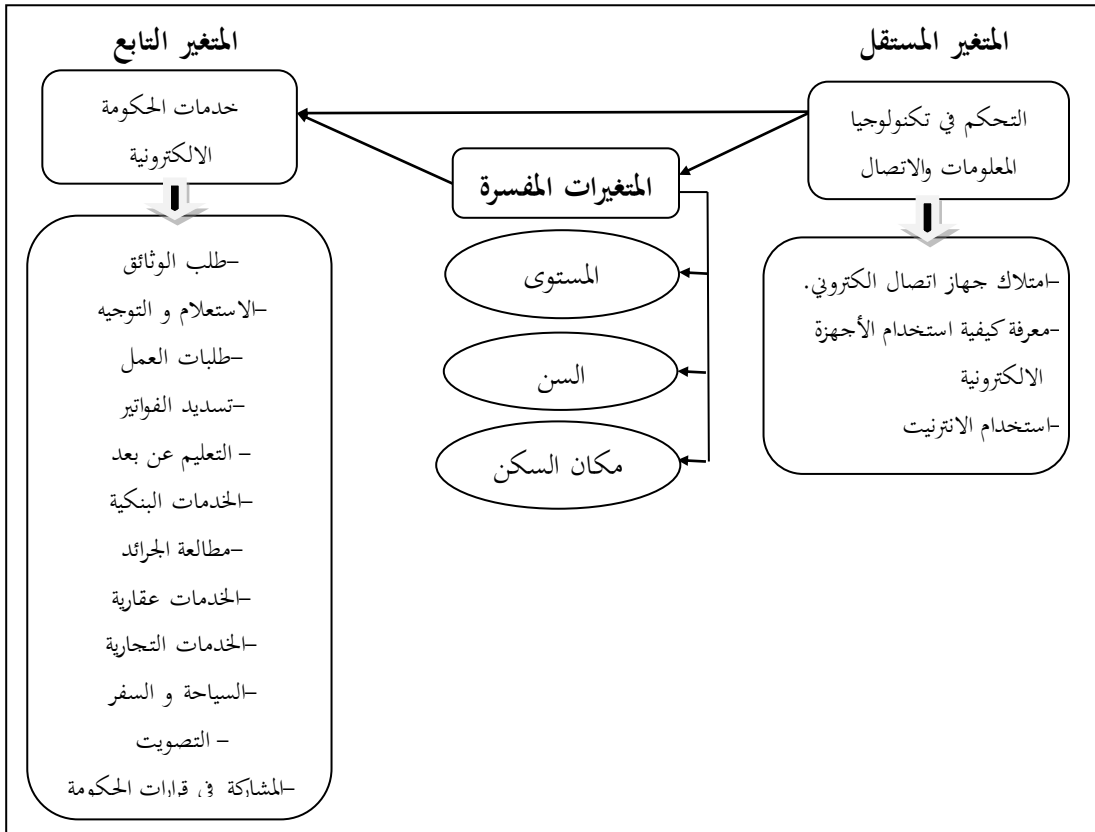 المتغير المستقل
التحكم في تكنولوجيا
المعلومات والاتصال
-امتلاك جهاز اتصال الكتروني.
-معرفة كيفية استخدام الأجهزة
الالكترونية
-استخدام الانترنيت
المتغيرات المفسرة
المستوى
السن
مكان السكن
المتغير التابع
خدمات الحكومة
الالكترونية
-طلب الوثائق
-الاستعلام و التوجيه
-طلبات العمل
-تسديد الفواتير
- التعليم عن بعد
-الخدمات البنكية
-مطالعة الجرائد
-الخدمات عقارية
-الخدمات التجارية
-السياحة و السفر
- التصويت
-المشاركة في قرارات الحكومة